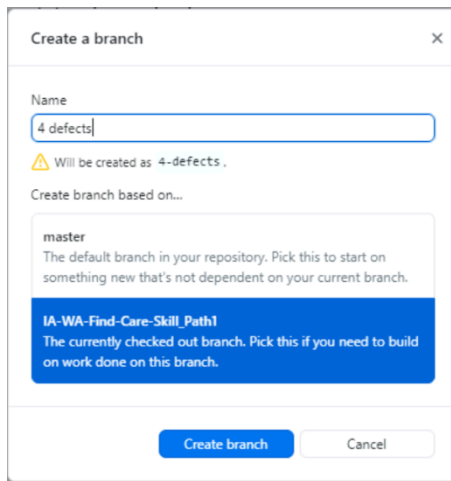 Create a branch
Name
4 defects
Will be created as 4-defects.
Create branch based on...
master
The default branch in your repository. Pick this to start on
something new that's not dependent on your current branch.
IA-WA-Find-Care-Skill_Path1
The currently checked out branch. Pick this if you need to build
on work done on this branch.
Create branch
Cancel